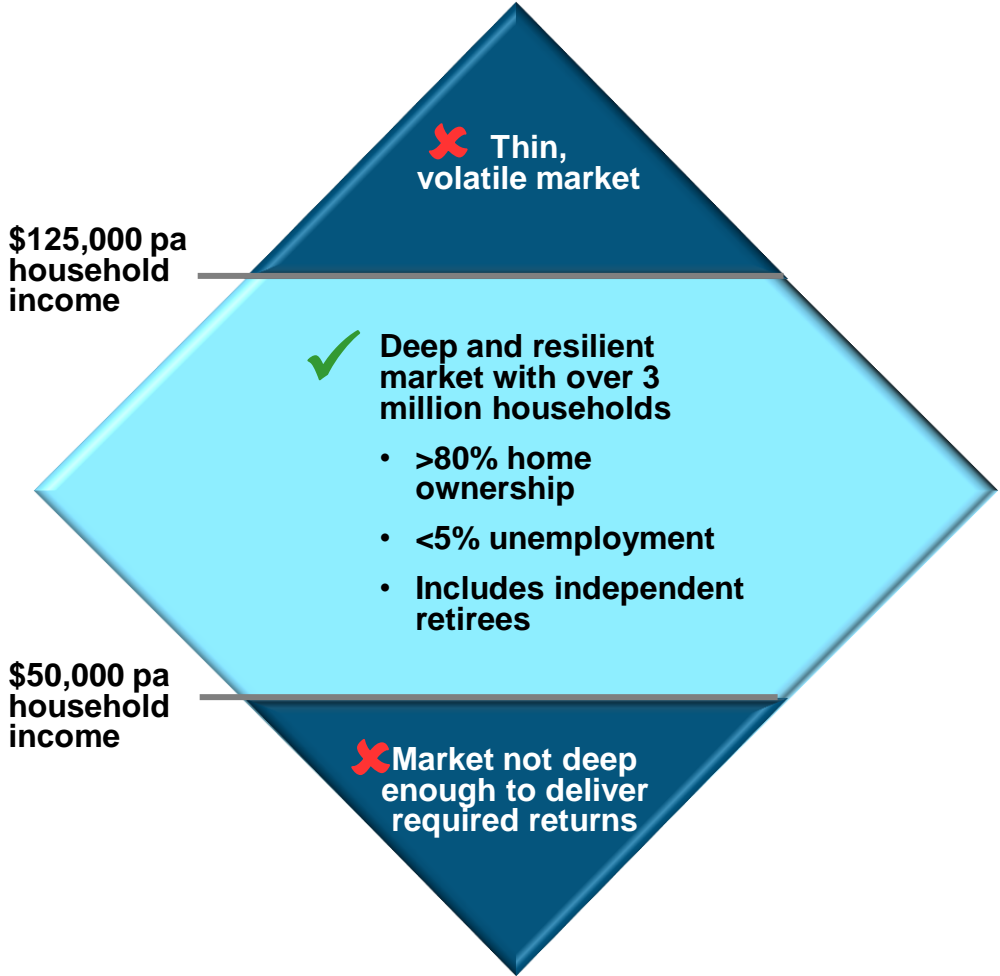 Thin,
volatile market
$125,000 pa
household
income
Deep and resilient
market with over 3
million households
• >80% home
ownership
• <5% unemployment
• Includes independent
retirees
$50,000 pa
household
income
Market not deep
enough to deliver
required returns